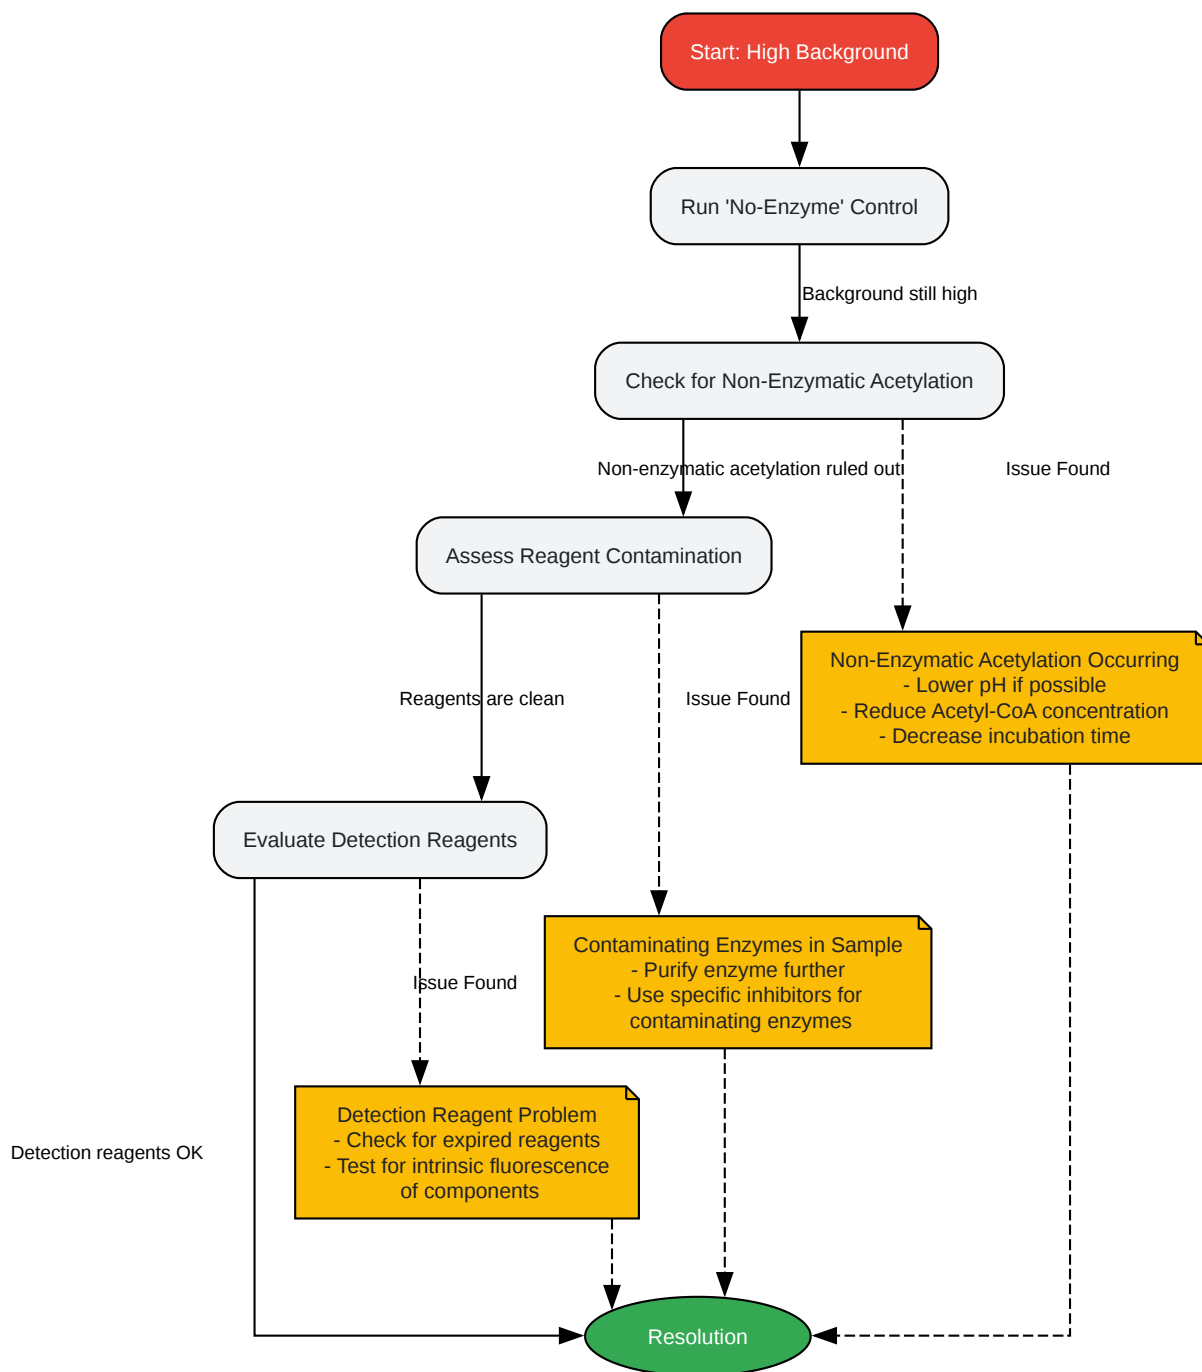 Start: High Background
Run 'No-Enzyme' Control
Background still high
Check for Non-Enzymatic Acetylation
Non-enzymatic acetylation ruled out
Issue Found
Assess Reagent Contamination
Non-Enzymatic Acetylation Occurring
- Lower pH if possible
- Reduce Acetyl-CoA concentration
- Decrease incubation time
Reagents are clean
Issue Found
Evaluate Detection Reagents
Contaminating Enzymes in Sample
- Purify enzyme further
- Use specific inhibitors for
contaminating enzymes
Issue Found
Detection Reagent Problem
- Check for expired reagents
- Test for intrinsic fluorescence
of components
Detection reagents OK
Resolution